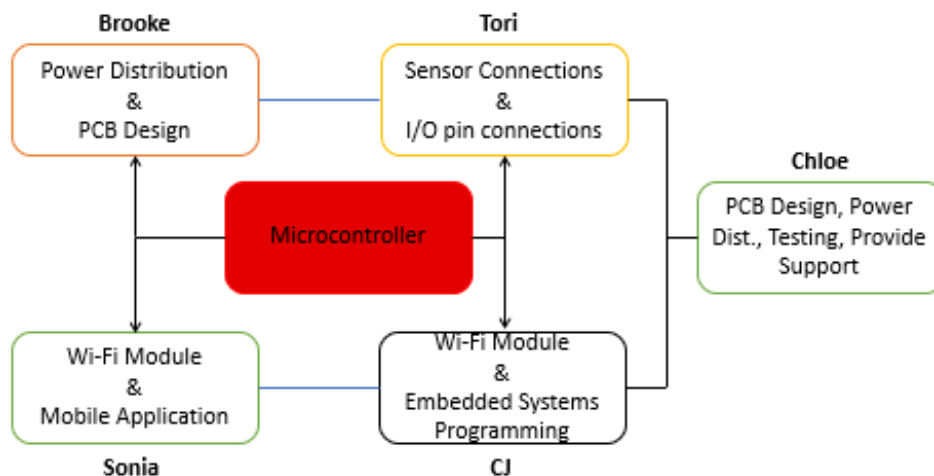 Brooke
Power Distribution
&
PCB Design
Tori
Sensor Connections
&
I/O pin connections
Chloe
PCB Design, Power
Dist., Testing, Provide
Support
Microcontroller
Wi-Fi Module
&
Mobile Application
Sonia
Wi-Fi Module
&
Embedded Systems
Programming
CJ